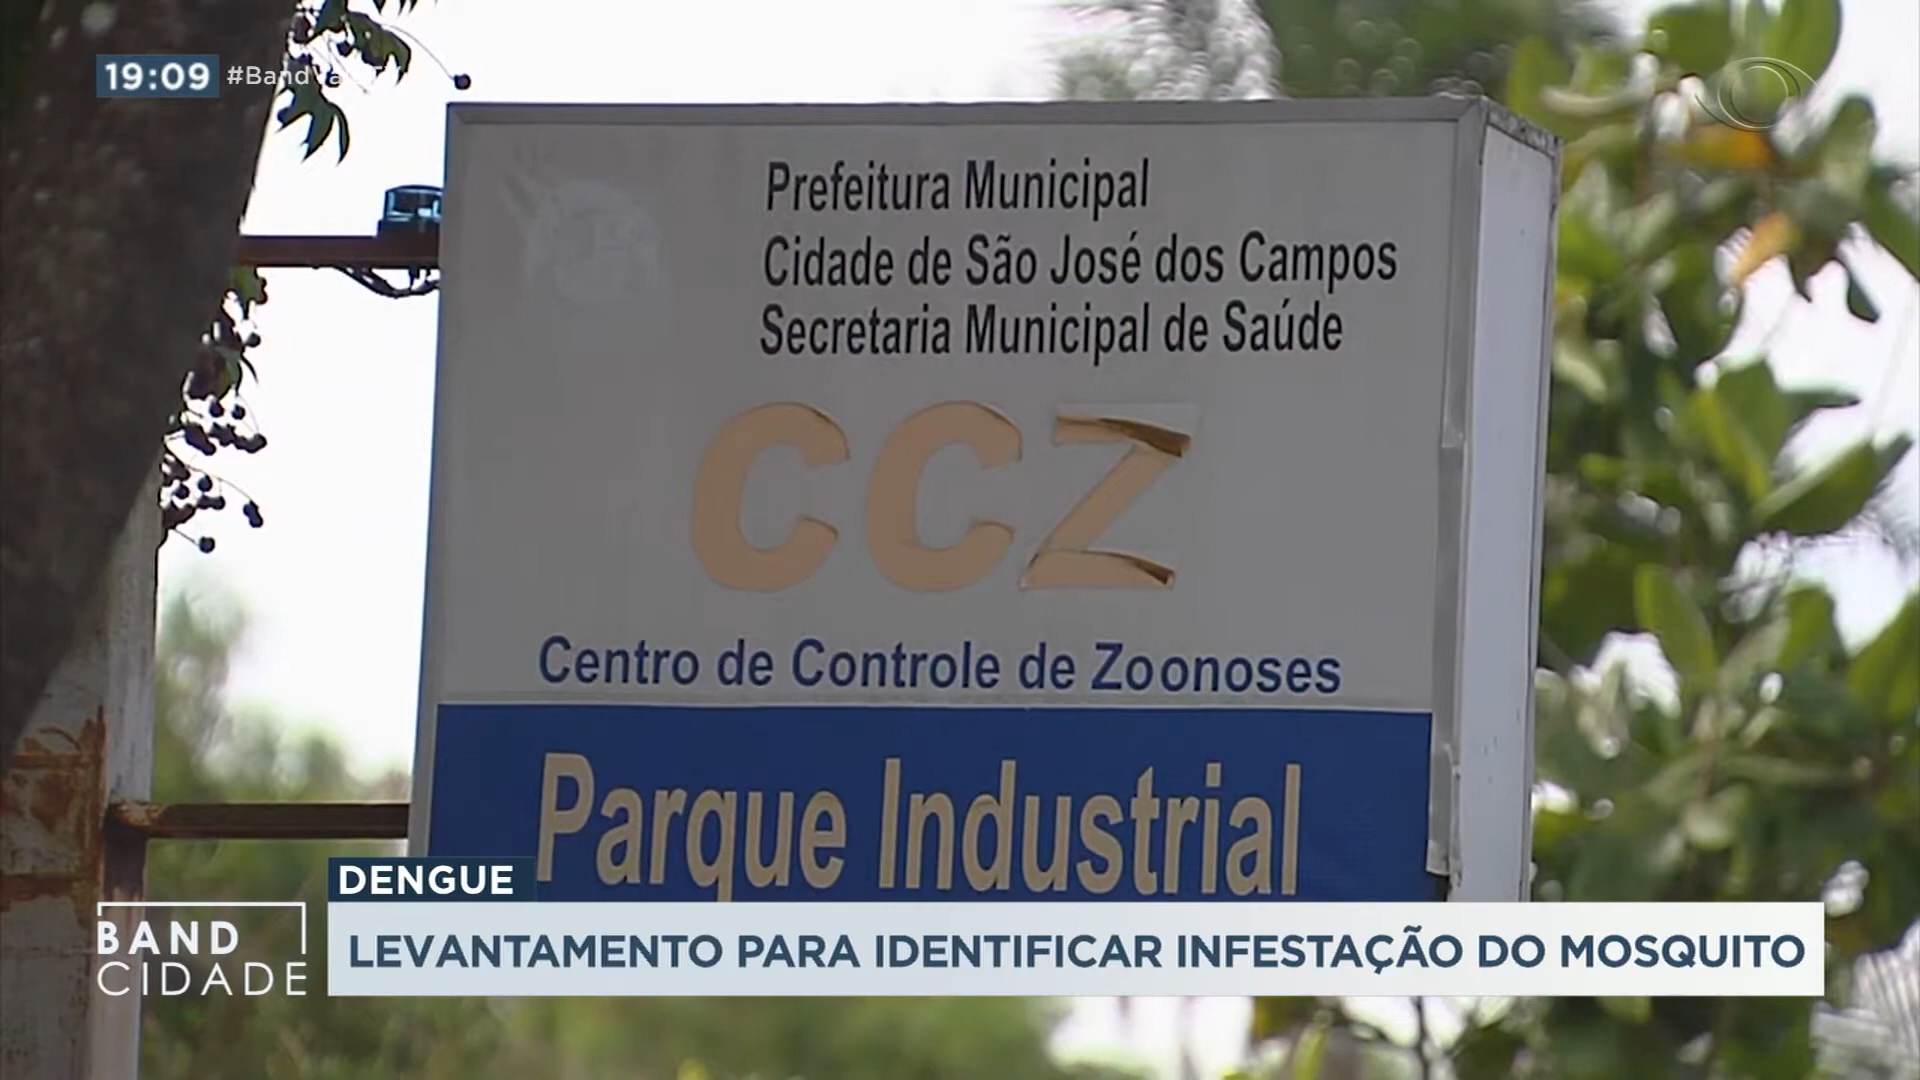 19:09
Prefeitura Municipal
Cidade de São José dos Campos
Secretaria Municipal de Saúde
CCZ
Centro de Controle de Zoonoses
Parque Industrial
DENGUE
BAND
CIDADE
LEVANTAMENTO PARA IDENTIFICAR INFESTAÇÃO DO MOSQUITO